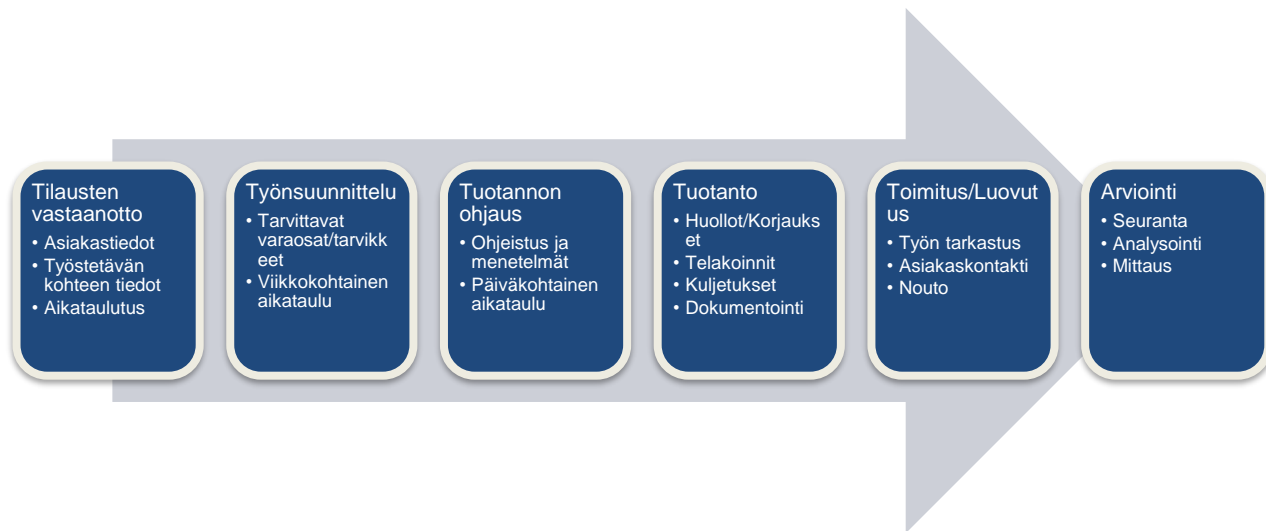 Tilausten
vastaanotto
• Asiakastiedot
• Työstetävän
kohteen tiedot
• Aikataulutus
Työnsuunnittelu
• Tarvittavat
varaosat/tarvikk
eet
• Viikkokohtainen
aikataulu
Tuotannon
ohjaus
• Ohjeistus ja
menetelmät
• Päiväkohtainen
aikataulu
Tuotanto
• Huollot/Korjauks
et
• Telakoinnit
• Kuljetukset
• Dokumentointi
Toimitus/Luovut
us
• Työn tarkastus
• Asiakaskontakti
• Nouto
Arviointi
• Seuranta
• Analysointi
• Mittaus